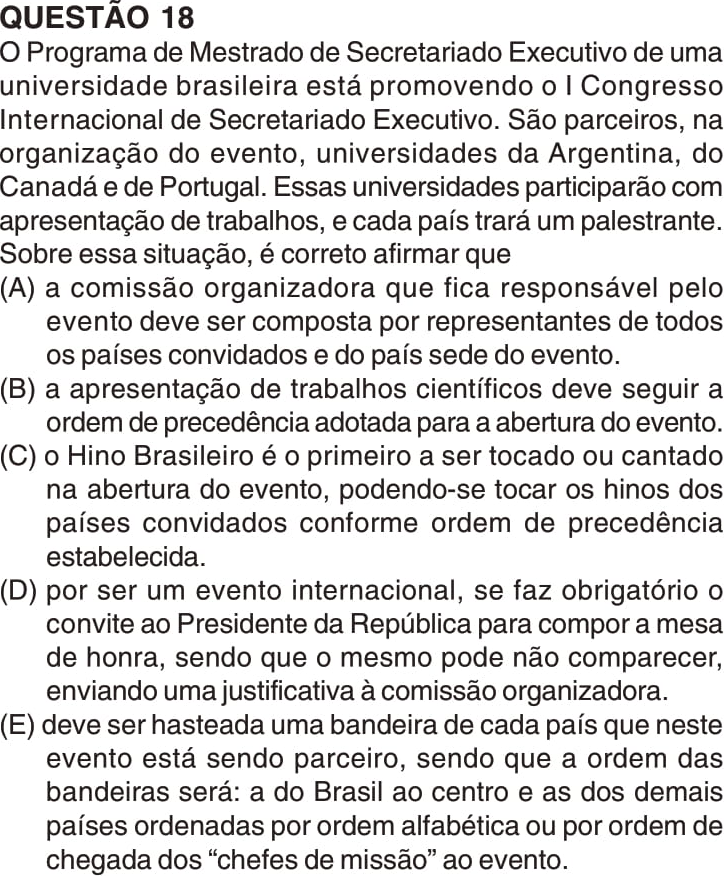 QUESTÃO 18
O Programa de Mestrado de Secretariado Executivo de uma
universidade brasileira está promovendo o I Congresso
Internacional de Secretariado Executivo. São parceiros, na
organização do evento, universidades da Argentina, do
Canadá e de Portugal. Essas universidades participarão com
apresentação de trabalhos, e cada país trará um palestrante.
Sobre essa situação, é correto afirmar que
(A) a comissão organizadora que fica responsável pelo
evento deve ser composta por representantes de todos
os países convidados e do país sede do evento.
(B) a apresentação de trabalhos científicos deve seguir a
ordem de precedência adotada para a abertura do evento.
(C) o Hino Brasileiro é o primeiro a ser tocado ou cantado
na abertura do evento, podendo-se tocar os hinos dos
países convidados conforme ordem de precedência
estabelecida.
(D) por ser um evento internacional, se faz obrigatório o
convite ao Presidente da República para compor a mesa
de honra, sendo que o mesmo pode não comparecer,
enviando uma justificativa à comissão organizadora.
(E) deve ser hasteada uma bandeira de cada país que neste
evento está sendo parceiro, sendo que a ordem das
bandeiras será: a do Brasil ao centro e as dos demais
países ordenadas por ordem alfabética ou por ordem de
chegada dos “chefes de missão” ao evento.